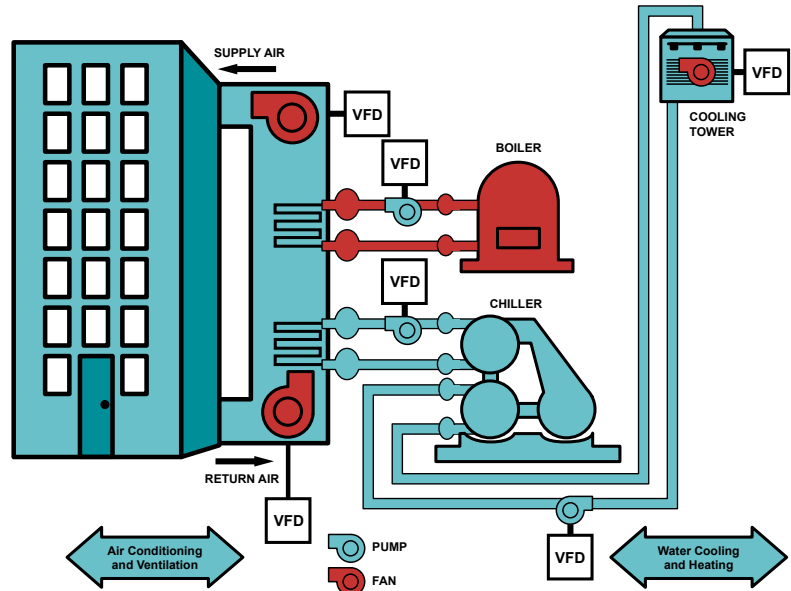 SUPPLY AIR
VFD
VFD
COOLING
TOWER
VFD
BOILER
VFD
CHILLER
RETURN AIR
VFD
VFD
PUMP
FAN
Air Conditioning
and Ventilation
Water Cooling
and Heating